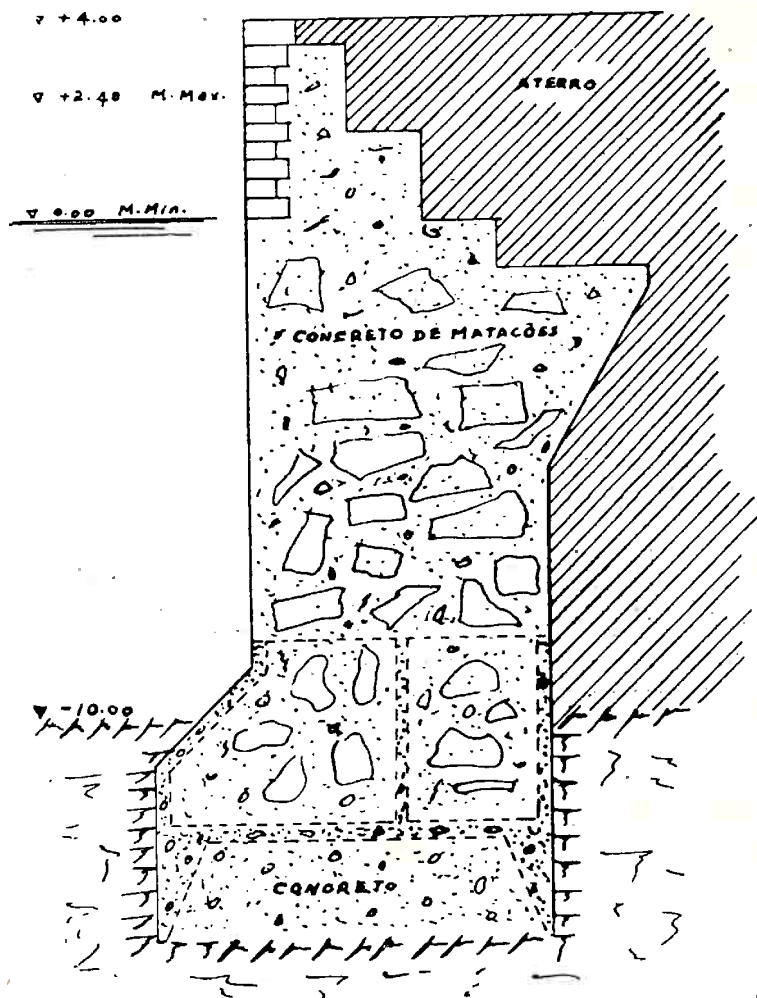 +4.00
+2.40 M.Max.
ATERRO
0.00 M.Min.
CONCRETO DE MATACÕES
-10.00
CONCRETO